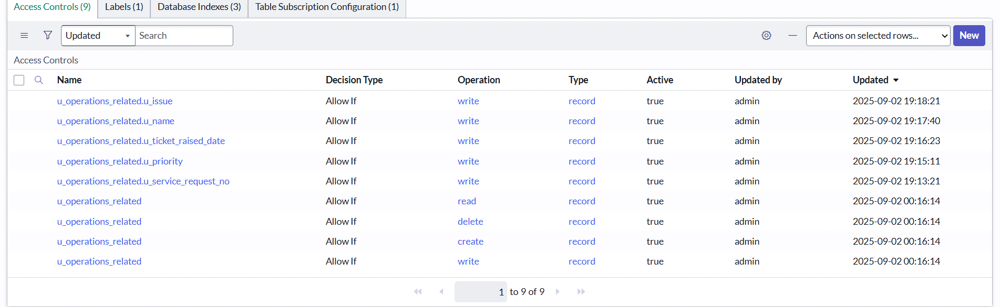 Access Controls (9) Labels (1) Database Indexes (3) Table Subscription Configuration (1)
Updated Search Actions on selected rows... New
Access Controls
Name Decision Type Operation Type Active Updated by Updated
u_operations_related.u_issue Allow If write record true admin 2025-09-02 19:18:21
u_operations_related.u_name Allow If write record true admin 2025-09-02 19:17:40
u_operations_related.u_ticket_raised_date Allow If write record true admin 2025-09-02 19:16:23
u_operations_related.u_priority Allow If write record true admin 2025-09-02 19:15:11
u_operations_related.u_service_request_no Allow If write record true admin 2025-09-02 19:13:21
u_operations_related Allow If read record true admin 2025-09-02 00:16:14
u_operations_related Allow If delete record true admin 2025-09-02 00:16:14
u_operations_related Allow If create record true admin 2025-09-02 00:16:14
u_operations_related Allow If write record true admin 2025-09-02 00:16:14
1 to 9 of 9